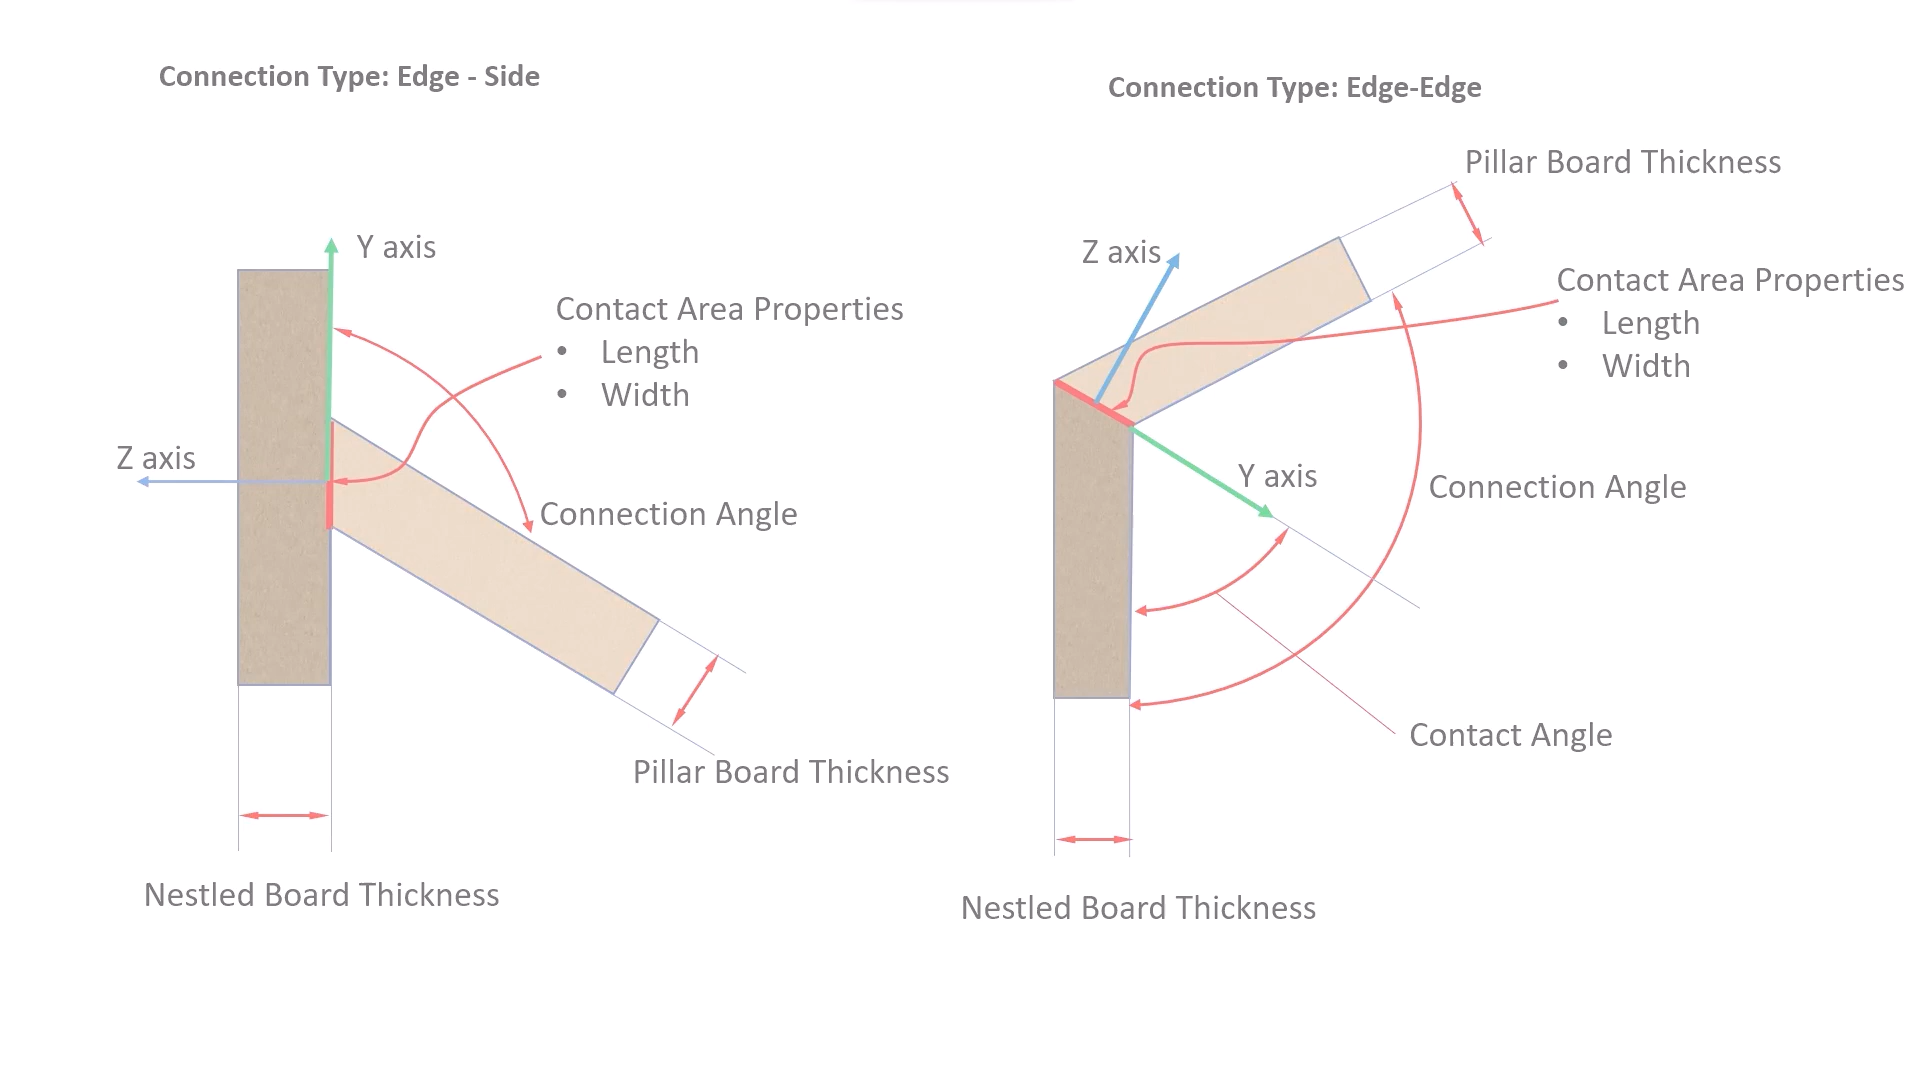 Connection Type: Edge - Side
Y axis
Contact Area Properties
• Length
• Width
Z axis
Connection Angle
Pillar Board Thickness
Nestled Board Thickness
Connection Type: Edge-Edge
Pillar Board Thickness
Z axis
Contact Area Properties
• Length
• Width
Y axis
Connection Angle
Contact Angle
Nestled Board Thickness